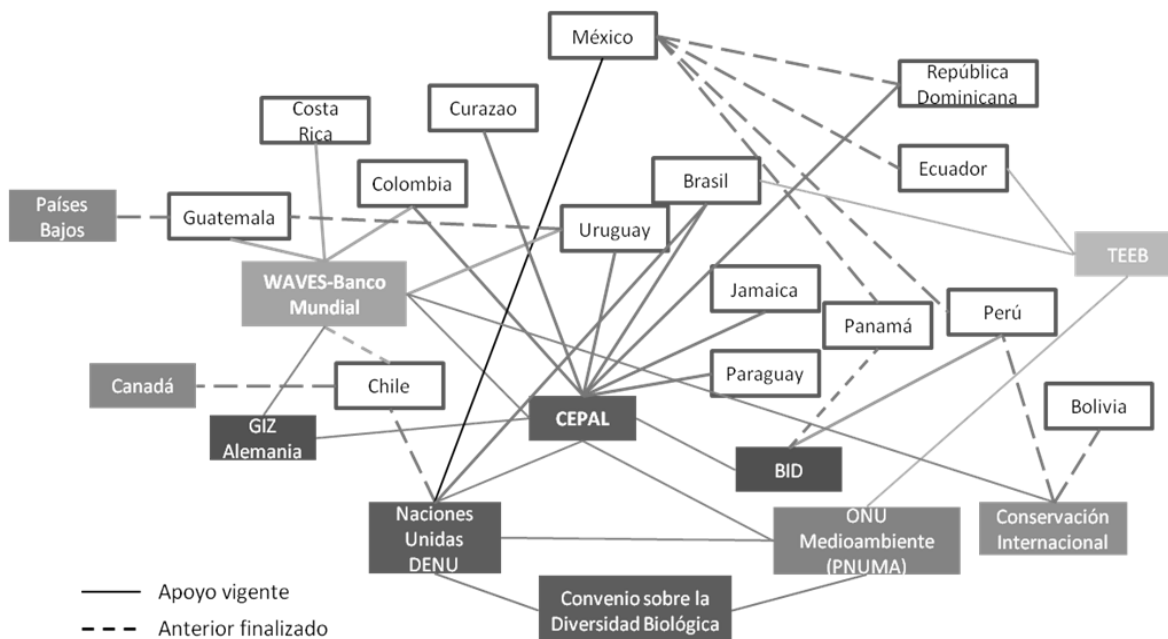 México
República
Dominicana
Costa
Rica
Curazao
Colombia
Brasil
Ecuador
Países
Bajos
Guatemala
Uruguay
TEEB
WAVES-Banco
Mundial
Jamaica
Panamá
Perú
Canadá
Chile
Paraguay
Bolivia
GIZ
Alemania
CEPAL
BID
Naciones
Unidas
DENU
ONU
Medioambiente
(PNUMA)
Conservación
Internacional
Convenio sobre la
Diversidad Biológica
Apoyo vigente
Anterior finalizado